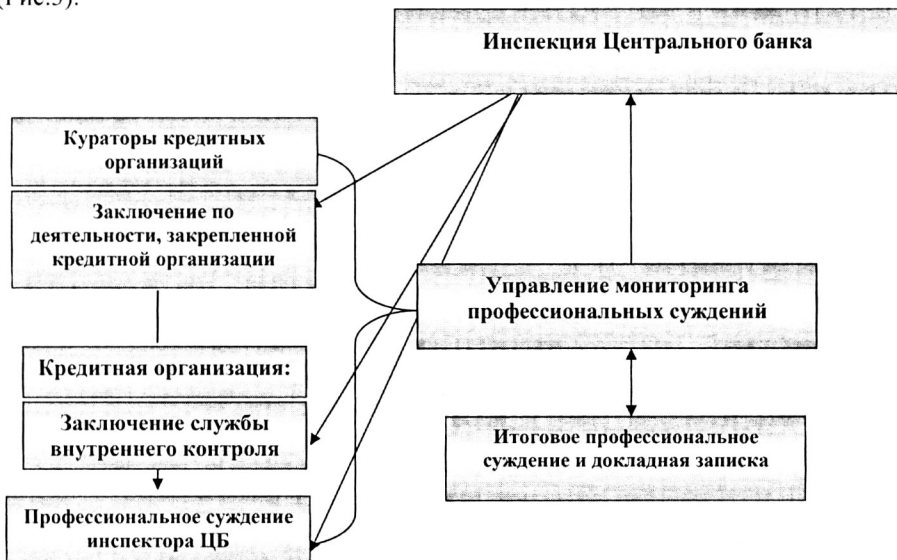 (Рис.3).
Инспекция Центрального банка
Кураторы кредитных
организаций
Заключение по
деятельности, закрепленной
кредитной организации
Управление мониторинга
профессиональных суждений
Кредитная организация:
Заключение службы
внутреннего контроля
Итоговое профессиональное
суждение и докладная записка
Профессиональное суждение
инспектора ЦБ